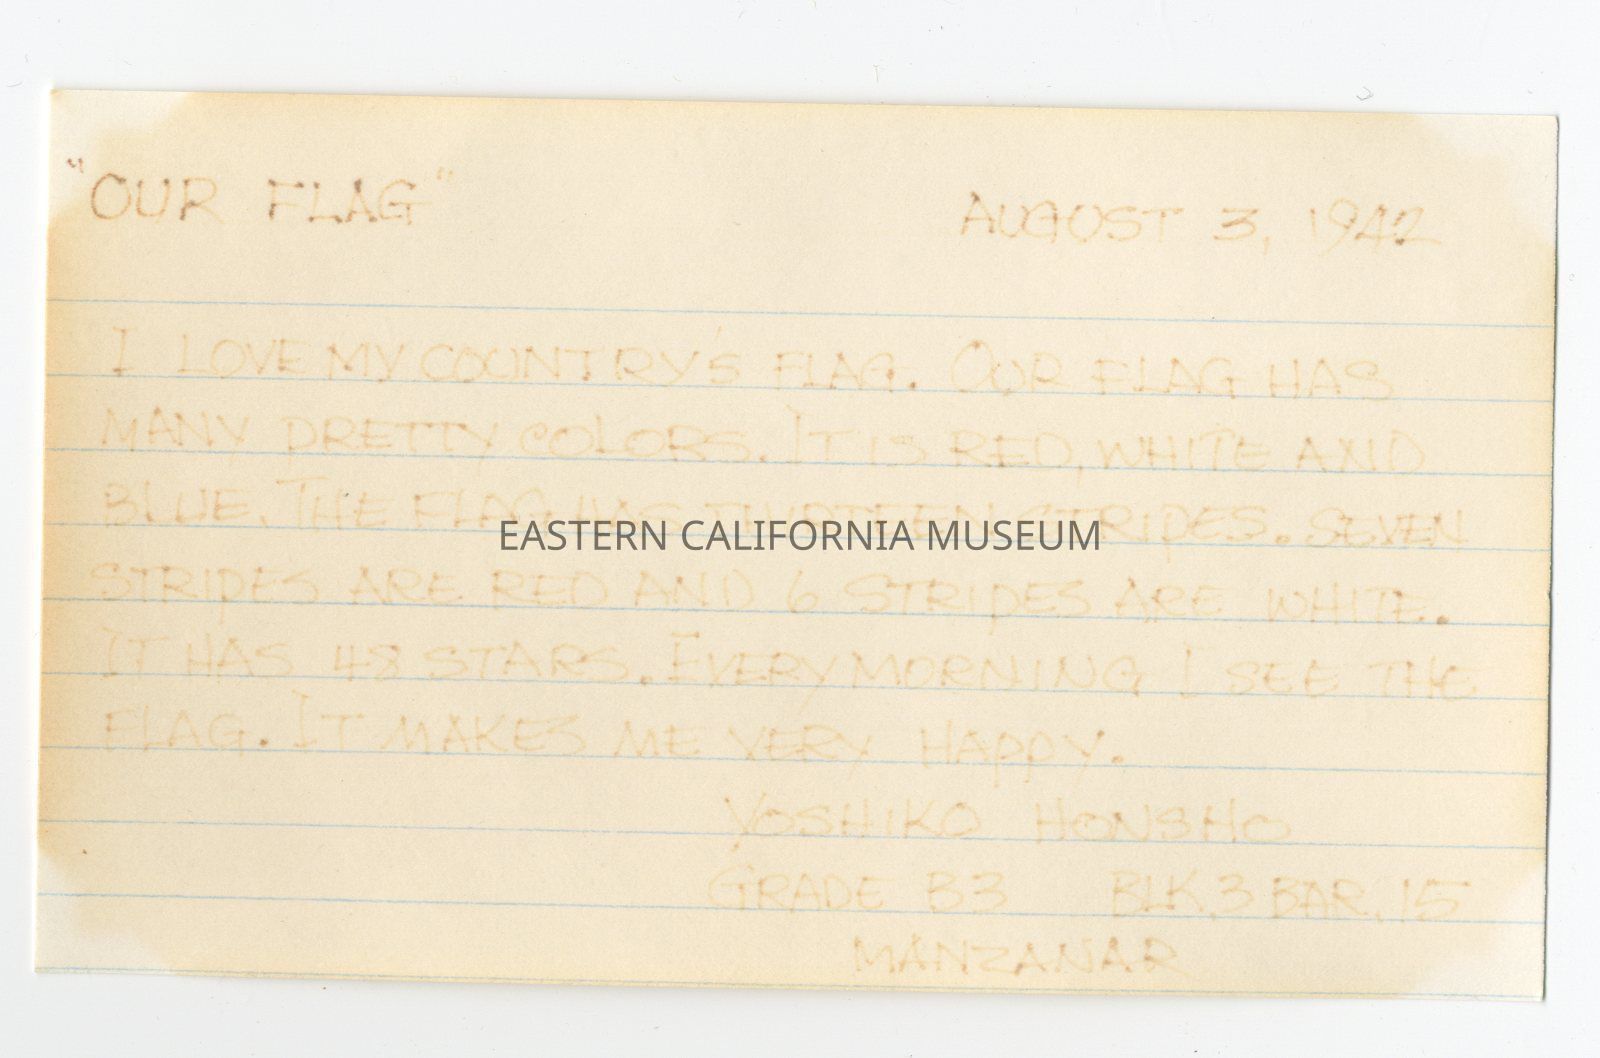 "OUR FLAG" AUGUST 3, 1942
I LOVE MY COUNTRY'S FLAG. OUR FLAG HAS
MANY PRETTY COLORS. IT IS RED, WHITE AND
BLUE. THE FLAG HAS THIRTEEN STRIPES. SEVEN
EASTERN CALIFORNIA MUSEUM
STRIPES ARE RED AND 6 STRIPES ARE WHITE.
IT HAS 48 STARS. EVERY MORNING I SEE THE
FLAG. IT MAKES ME VERY HAPPY.
YOSHIKO HONSHO
GRADE B3 BLK. 3 BAR. 15
MANZANAR